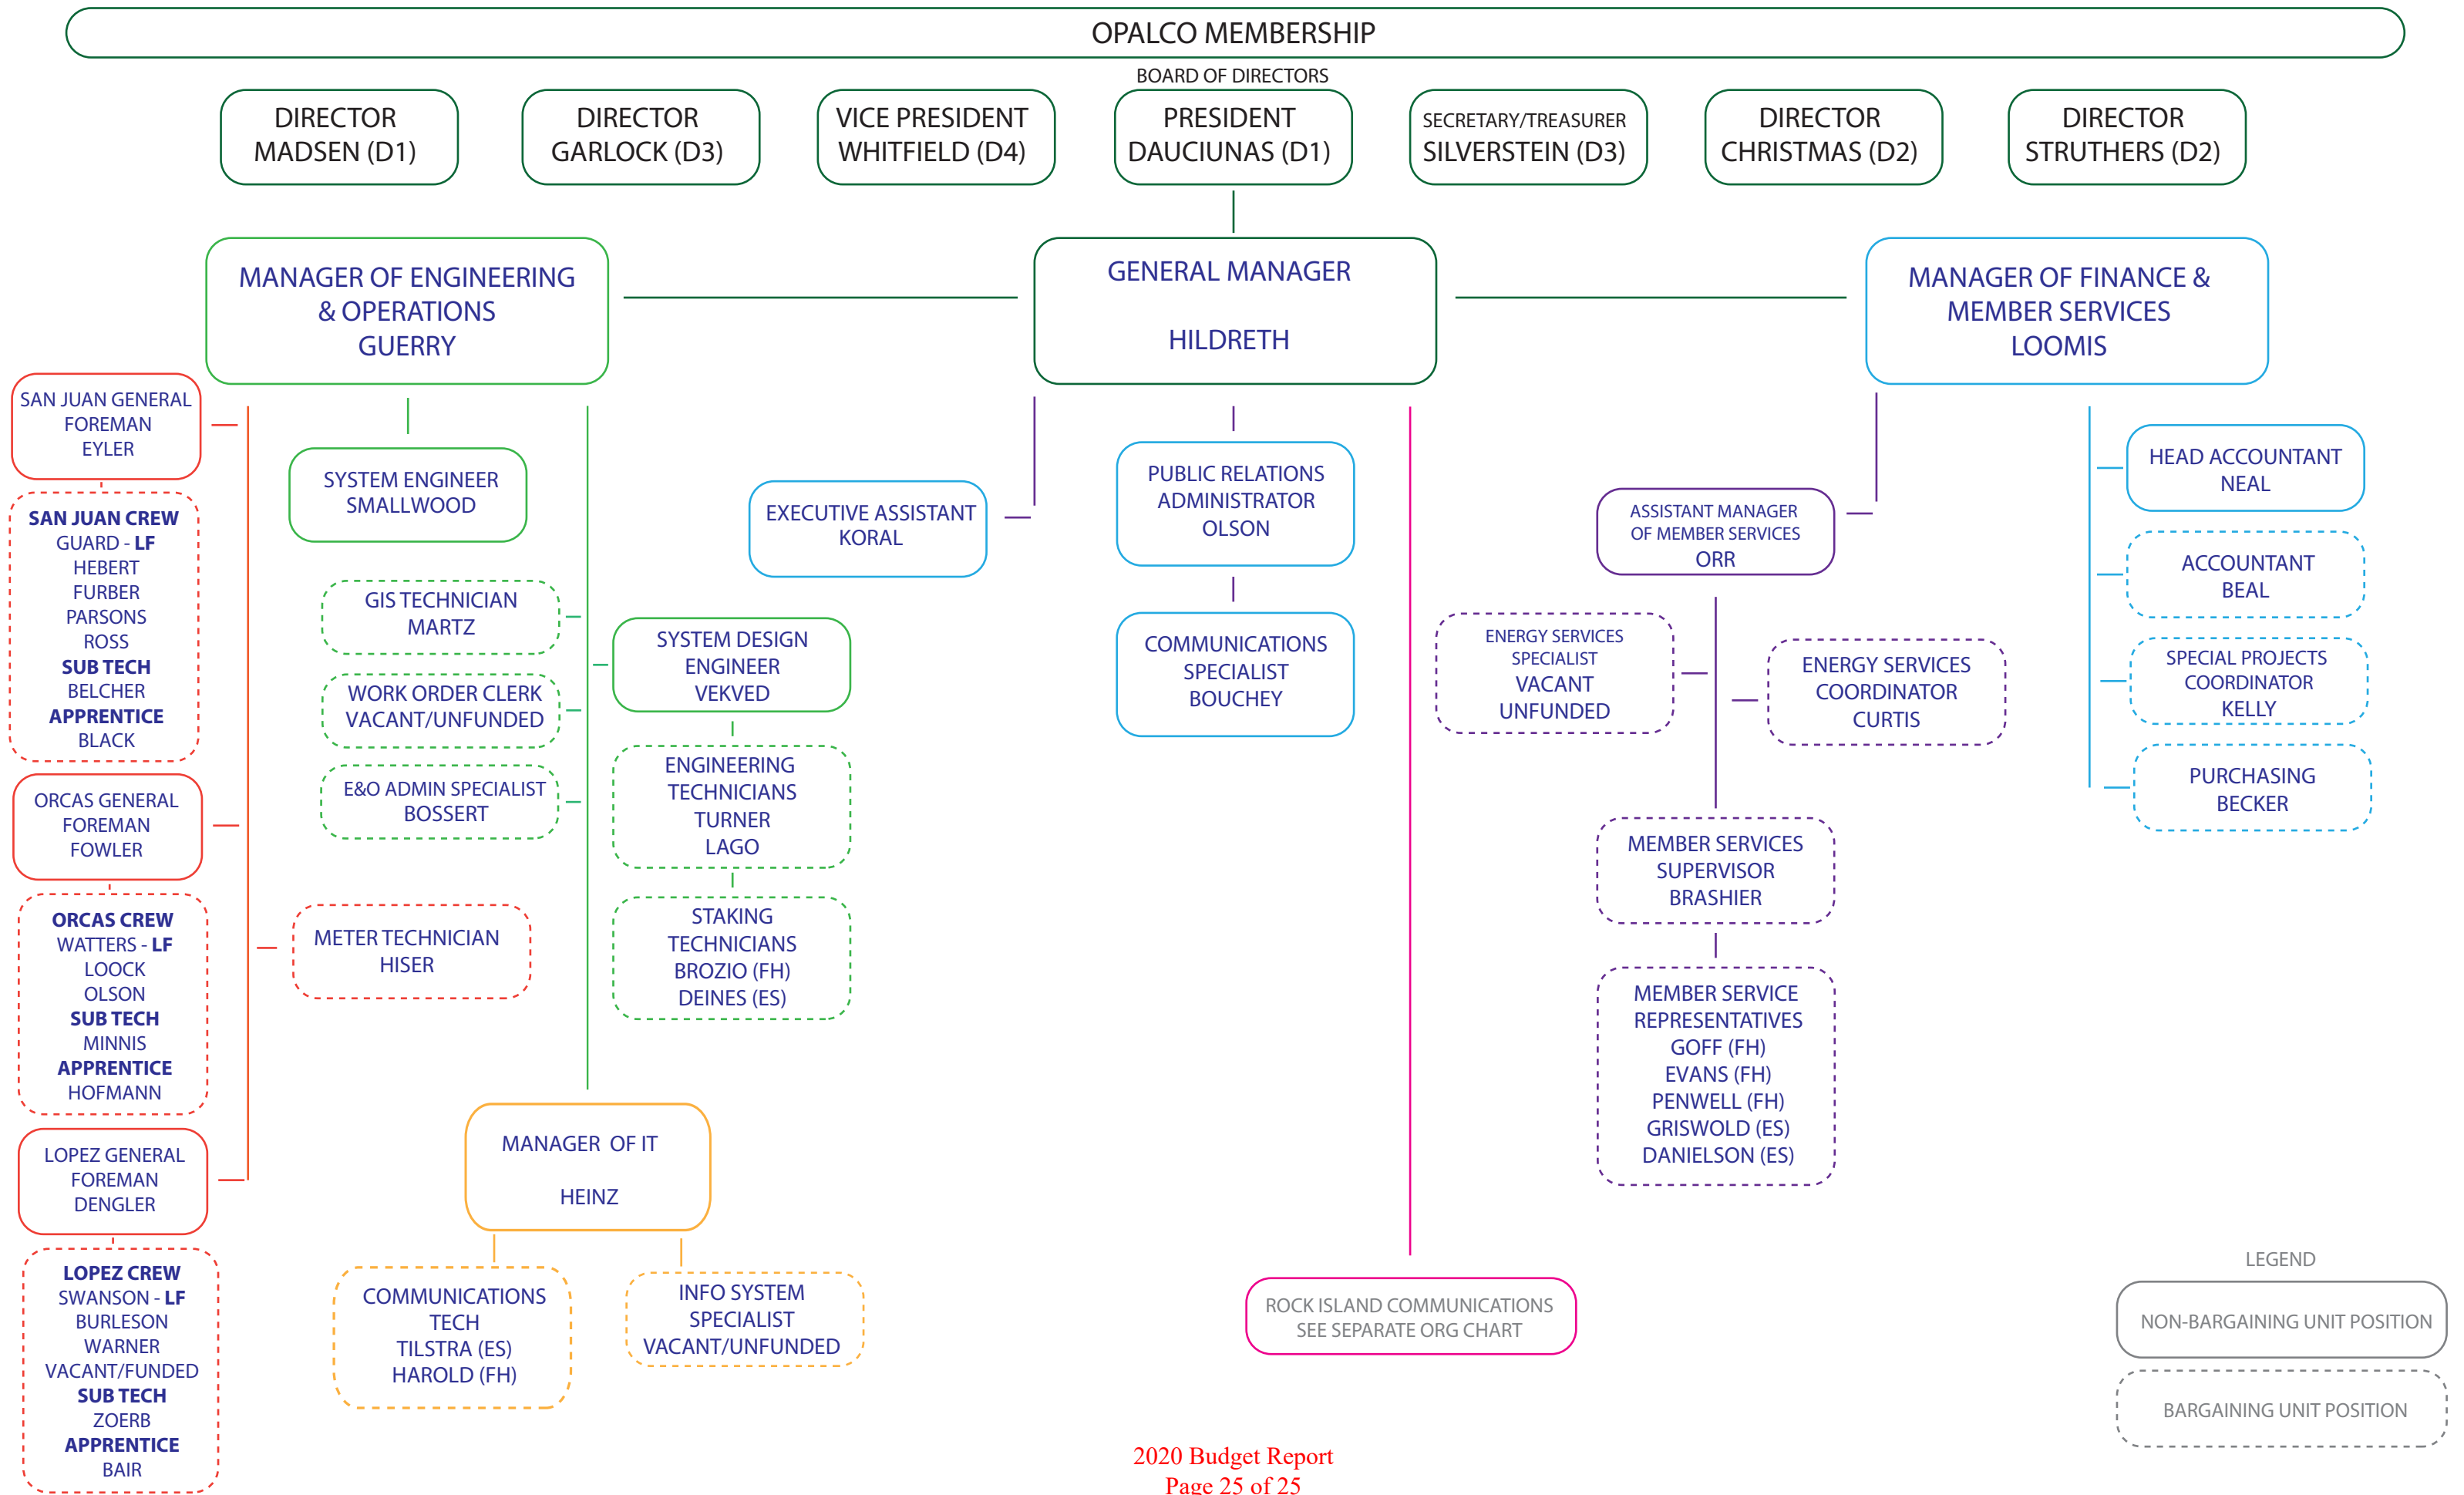 OPALCO MEMBERSHIP
BOARD OF DIRECTORS
DIRECTOR
MADSEN (D1)
DIRECTOR
GARLOCK (D3)
VICE PRESIDENT
WHITFIELD (D4)
PRESIDENT
DAUCIUNAS (D1)
SECRETARY/TREASURER
SILVERSTEIN (D3)
DIRECTOR
CHRISTMAS (D2)
DIRECTOR
STRUTHERS (D2)
MANAGER OF ENGINEERING
& OPERATIONS
GUERRY
GENERAL MANAGER
HILDRETH
MANAGER OF FINANCE &
MEMBER SERVICES
LOOMIS
SAN JUAN GENERAL
FOREMAN
EYLER
SAN JUAN CREW
GUARD - LF
HEBERT
FURBER
PARSONS
ROSS
SUB TECH
BELCHER
APPRENTICE
BLACK
ORCAS GENERAL
FOREMAN
FOWLER
ORCAS CREW
WATTERS - LF
LOOCK
OLSON
SUB TECH
MINNIS
APPRENTICE
HOFMANN
LOPEZ GENERAL
FOREMAN
DENGLER
LOPEZ CREW
SWANSON - LF
BURLESON
WARNER
VACANT/FUNDED
SUB TECH
ZOERB
APPRENTICE
BAIR
SYSTEM ENGINEER
SMALLWOOD
GIS TECHNICIAN
MARTZ
WORK ORDER CLERK
VACANT/UNFUNDED
E&O ADMIN SPECIALIST
BOSSERT
METER TECHNICIAN
HISER
SYSTEM DESIGN
ENGINEER
VEKVED
ENGINEERING
TECHNICIANS
TURNER
LAGO
STAKING
TECHNICIANS
BROZIO (FH)
DEINES (ES)
MANAGER OF IT
HEINZ
COMMUNICATIONS
TECH
TILSTRA (ES)
HAROLD (FH)
INFO SYSTEM
SPECIALIST
VACANT/UNFUNDED
EXECUTIVE ASSISTANT
KORAL
PUBLIC RELATIONS
ADMINISTRATOR
OLSON
COMMUNICATIONS
SPECIALIST
BOUCHEY
ROCK ISLAND COMMUNICATIONS
SEE SEPARATE ORG CHART
ASSISTANT MANAGER
OF MEMBER SERVICES
ORR
ENERGY SERVICES
SPECIALIST
VACANT
UNFUNDED
ENERGY SERVICES
COORDINATOR
CURTIS
MEMBER SERVICES
SUPERVISOR
BRASHIER
MEMBER SERVICE
REPRESENTATIVES
GOFF (FH)
EVANS (FH)
PENWELL (FH)
GRISWOLD (ES)
DANIELSON (ES)
HEAD ACCOUNTANT
NEAL
ACCOUNTANT
BEAL
SPECIAL PROJECTS
COORDINATOR
KELLY
PURCHASING
BECKER
LEGEND
NON-BARGAINING UNIT POSITION
BARGAINING UNIT POSITION
2020 Budget Report
Page 25 of 25